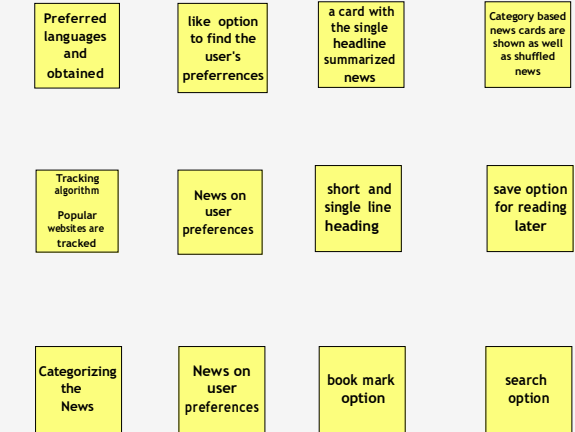 Preferred
languages
and
obtained
like option
to find the
user's
preferrences
a card with
the single
headline
summarized
news
Category based
news cards are
shown as well
as shuffled
news
Tracking
algorithm
Popular
websites are
tracked
News on
user
preferences
short and
single line
heading
save option
for reading
later
Categorizing
the
News
News on
user
preferences
book mark
option
search
option